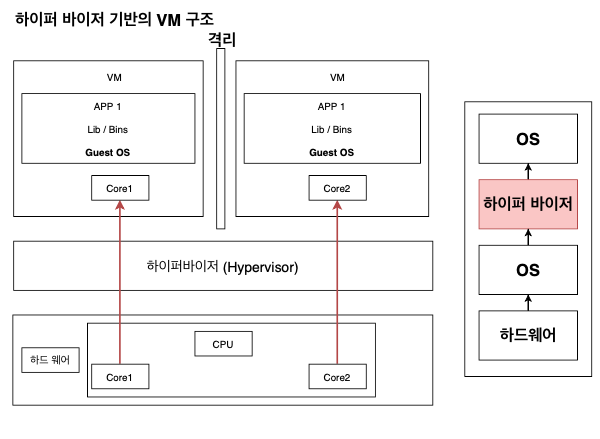 하이퍼 바이저 기반의 VM 구조
격리
VM
APP 1
Lib / Bins
Guest OS
Core1
VM
APP 1
Lib / Bins
Guest OS
Core2
하이퍼바이저 (Hypervisor)
하드 웨어
CPU
Core1
Core2
OS
하이퍼 바이저
OS
하드웨어